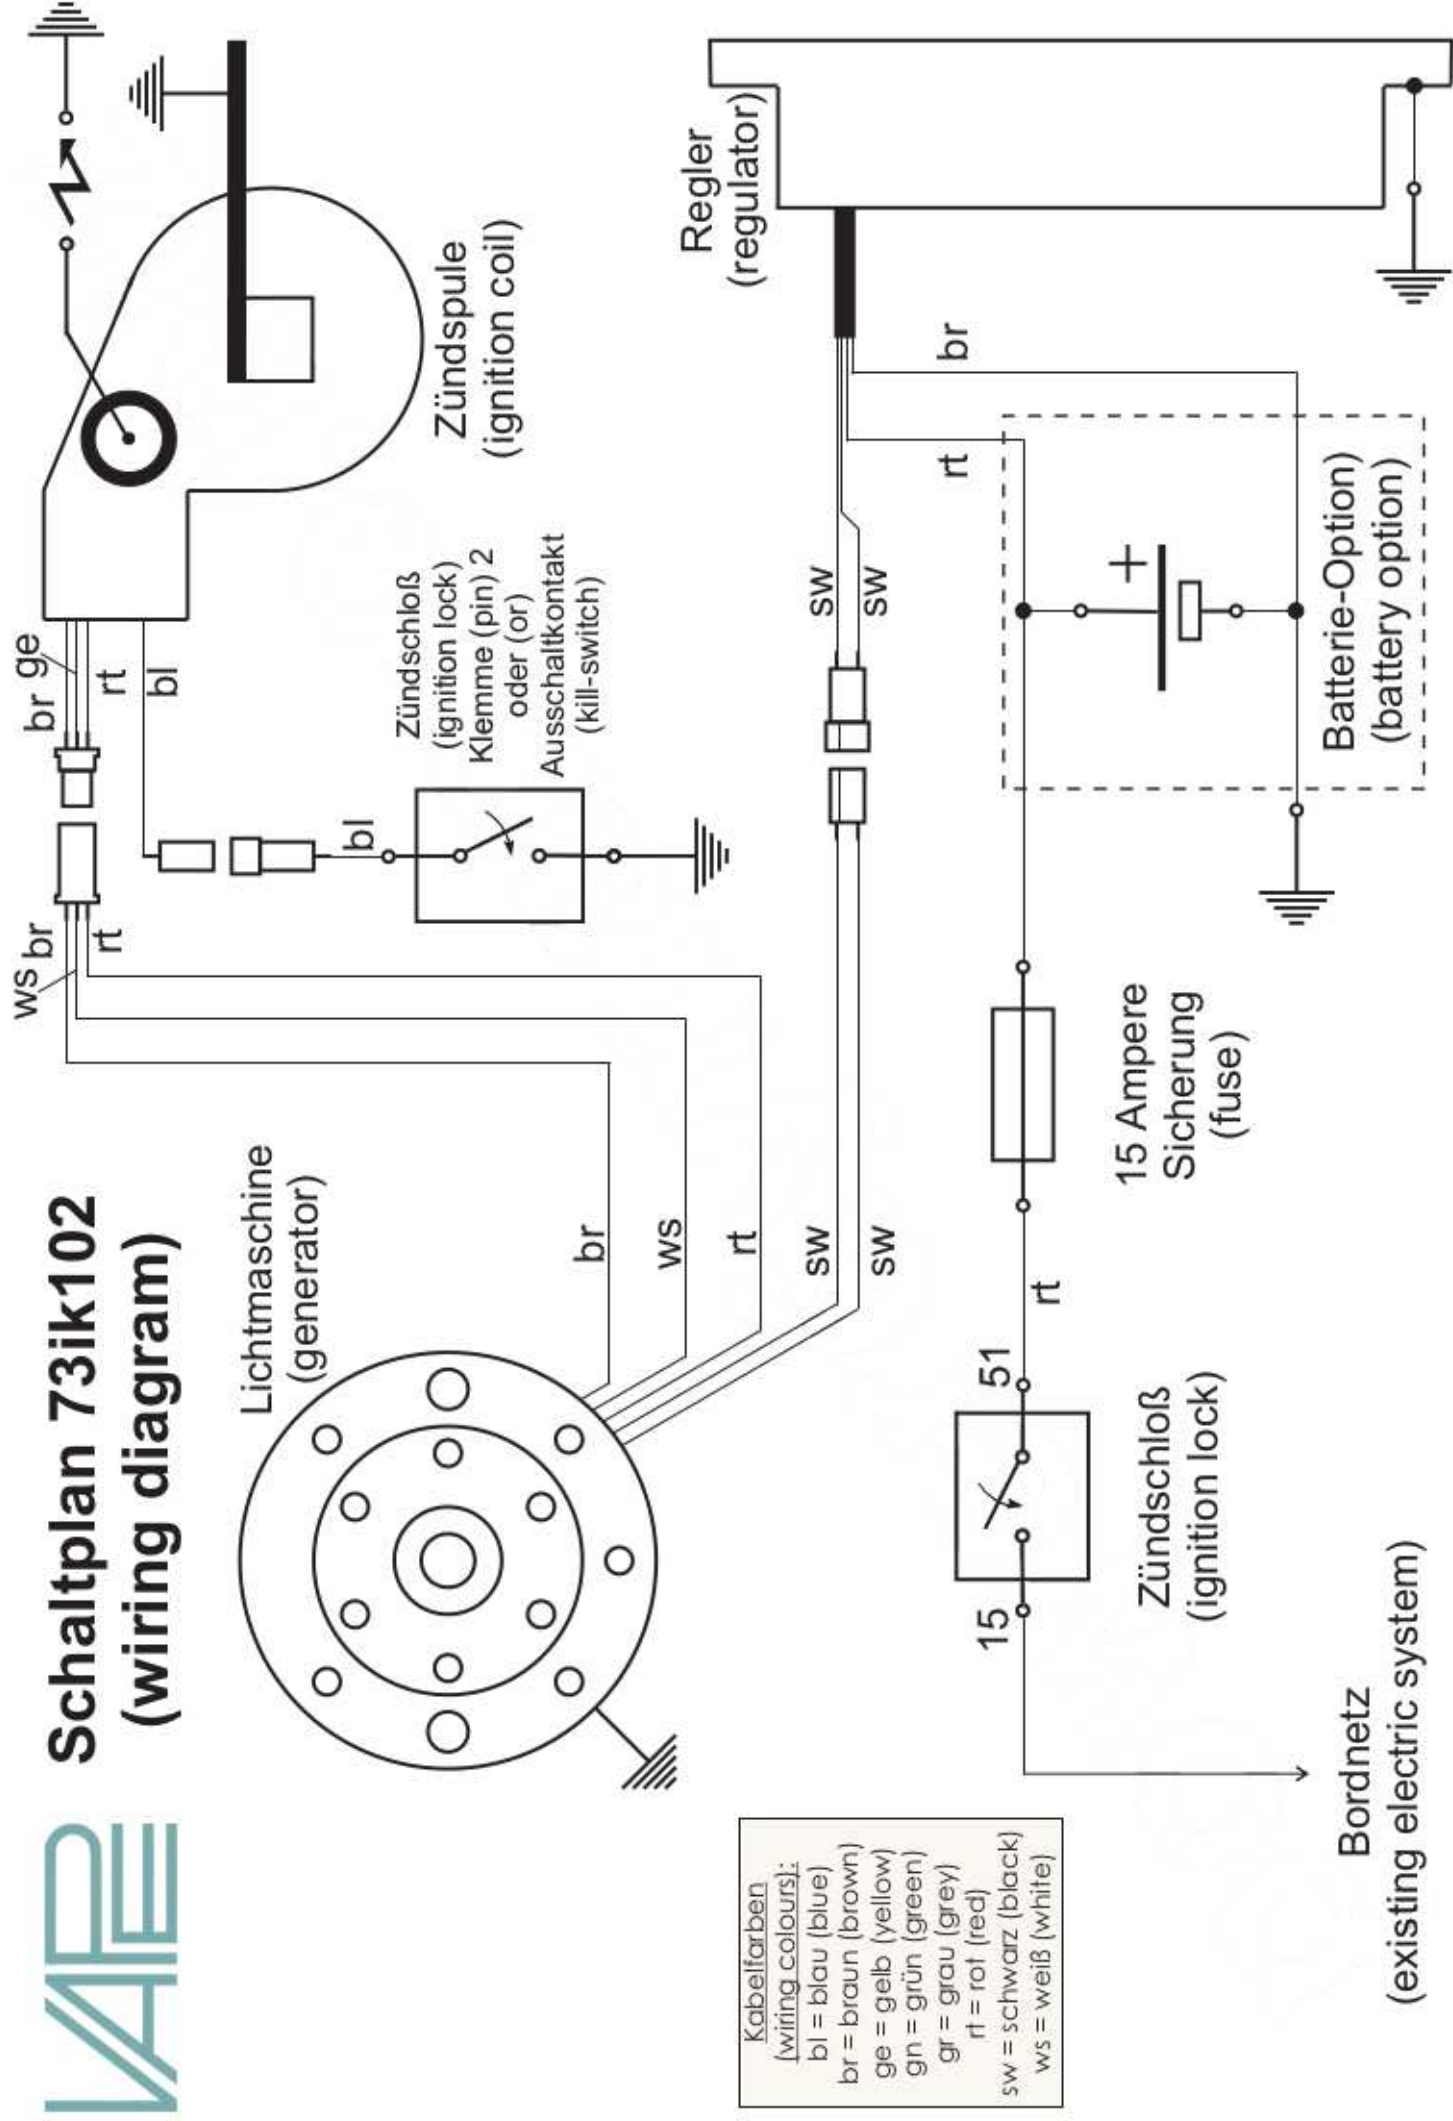 VAPE
Schaltplan 73ik102
(wiring diagram)
Lichtmaschine
(generator)
br
ws
rt
sw
sw
ws
br
rt
br
ge
rt
bl
bl
Zündspule
(ignition coil)
Zündschloß
(ignition lock)
Klemme (pin) 2
oder (or)
Ausschaltkontakt
(kill-switch)
sw
sw
Regler
(regulator)
br
rt
+
Batterie-Option)
(battery option)
15 Ampere
Sicherung
(fuse)
rt
51
15
Zündschloß
(ignition lock)
Bordnetz
(existing electric system)
Kabelfarben
(wiring colours):
bl = blau (blue)
br = braun (brown)
ge = gelb (yellow)
gn = grün (green)
gr = grau (grey)
rt = rot (red)
sw = schwarz (black)
ws = weiß (white)